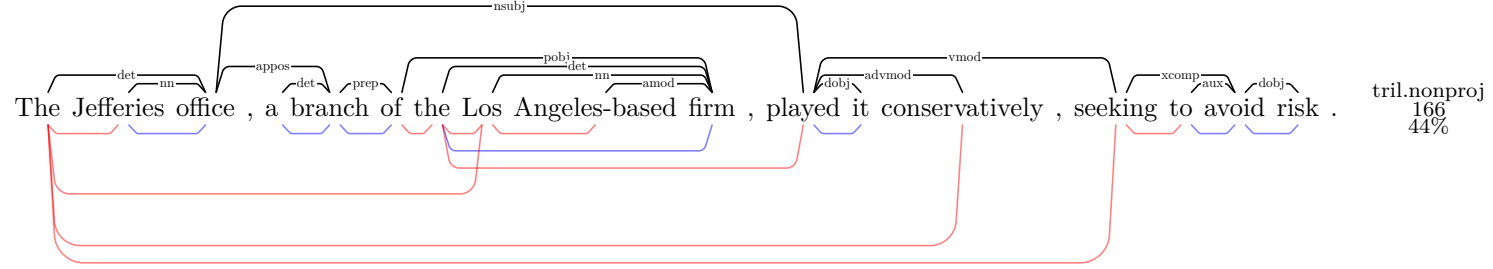 nsubj
pobj
vmod
appos
det
det
nn
xcomp
advmod
nn
det
prep
amod
dobj
aux
dobj
The Jefferies office , a branch of the Los Angeles-based firm , played it conservatively , seeking to avoid risk .
tril.nonproj
166
44%